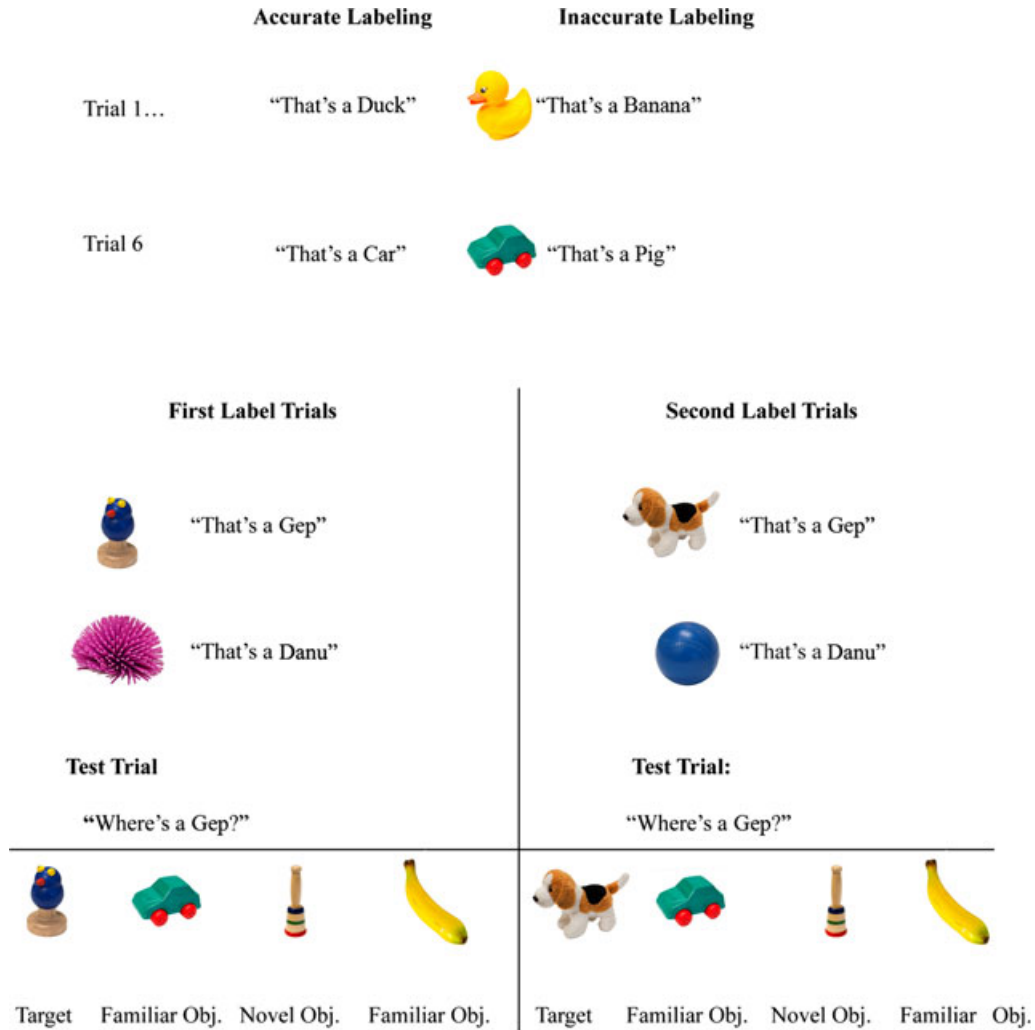 Accurate Labeling Inaccurate Labeling
Trial 1… “That’s a Duck” “That’s a Banana”
Trial 6 “That’s a Car” “That’s a Pig”
First Label Trials Second Label Trials
“That’s a Gep” “That’s a Gep”
“That’s a Danu” “That’s a Danu”
Test Trial Test Trial:
“Where’s a Gep?” “Where’s a Gep?”
Target Familiar Obj. Novel Obj. Familiar Obj. Target Familiar Obj. Novel Obj. Familiar Obj.